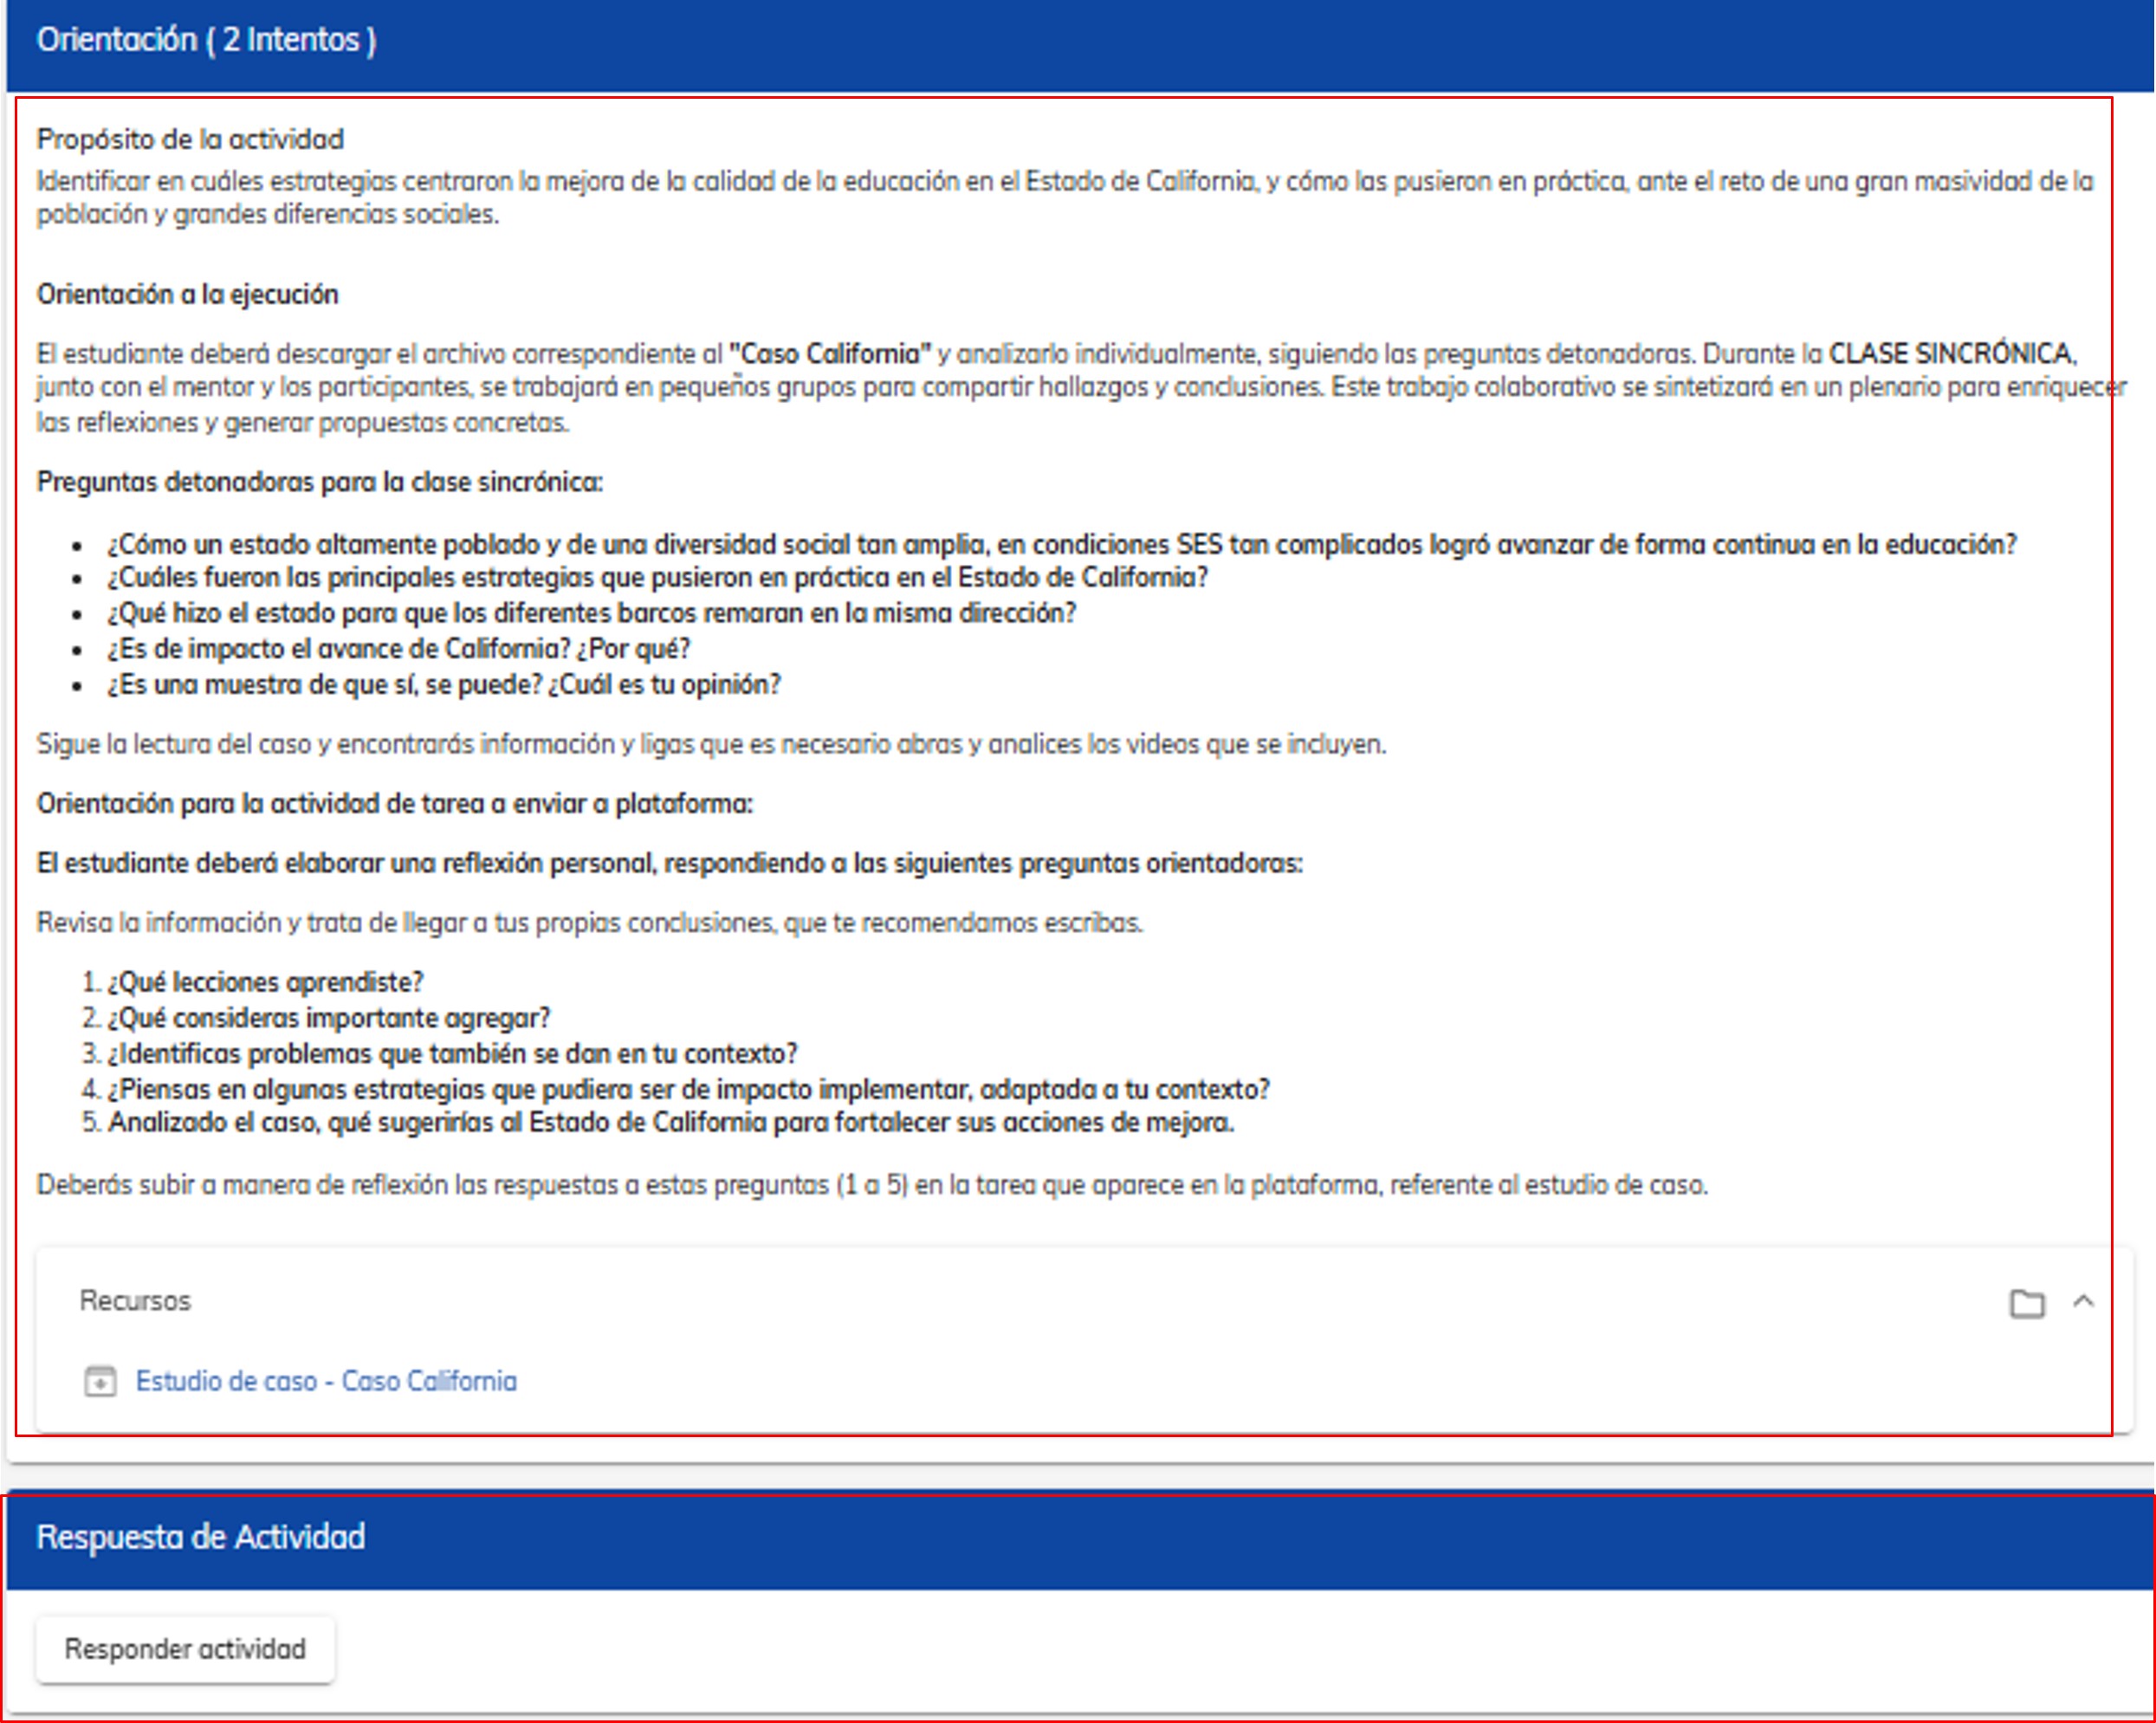 Orientación ( 2 Intentos )
Propósito de la actividad
Identificar en cuáles estrategias centraron la mejora de la calidad de la educación en el Estado de California, y cómo las pusieron en práctica, ante el reto de una gran masividad de la
población y grandes diferencias sociales.
Orientación a la ejecución
El estudiante deberá descargar el archivo correspondiente al "Caso California" y analizarlo individualmente, siguiendo las preguntas detonadoras. Durante la CLASE SINCRÓNICA,
junto con el mentor y los participantes, se trabajará en pequeños grupos para compartir hallazgos y conclusiones. Este trabajo colaborativo se sintetizará en un plenario para enriquecer
las reflexiones y generar propuestas concretas.
Preguntas detonadoras para la clase sincrónica:
• ¿Cómo un estado altamente poblado y de una diversidad social tan amplia, en condiciones SES tan complicados logró avanzar de forma continua en la educación?
• ¿Cuáles fueron las principales estrategias que pusieron en práctica en el Estado de California?
• ¿Qué hizo el estado para que los diferentes barcos remaran en la misma dirección?
• ¿Es de impacto el avance de California? ¿Por qué?
• ¿Es una muestra de que sí, se puede? ¿Cuál es tu opinión?
Sigue la lectura del caso y encontrarás información y ligas que es necesario abras y analices los videos que se incluyen.
Orientación para la actividad de tarea a enviar a plataforma:
El estudiante deberá elaborar una reflexión personal, respondiendo a las siguientes preguntas orientadoras:
Revisa la información y trata de llegar a tus propias conclusiones, que te recomendamos escribas.
1. ¿Qué lecciones aprendiste?
2. ¿Qué consideras importante agregar?
3. ¿Identificas problemas que también se dan en tu contexto?
4. ¿Piensas en algunas estrategias que pudiera ser de impacto implementar, adaptada a tu contexto?
5. Analizado el caso, qué sugerirías al Estado de California para fortalecer sus acciones de mejora.
Deberás subir a manera de reflexión las respuestas a estas preguntas (1 a 5) en la tarea que aparece en la plataforma, referente al estudio de caso.
Recursos
Estudio de caso - Caso California
Respuesta de Actividad
Responder actividad